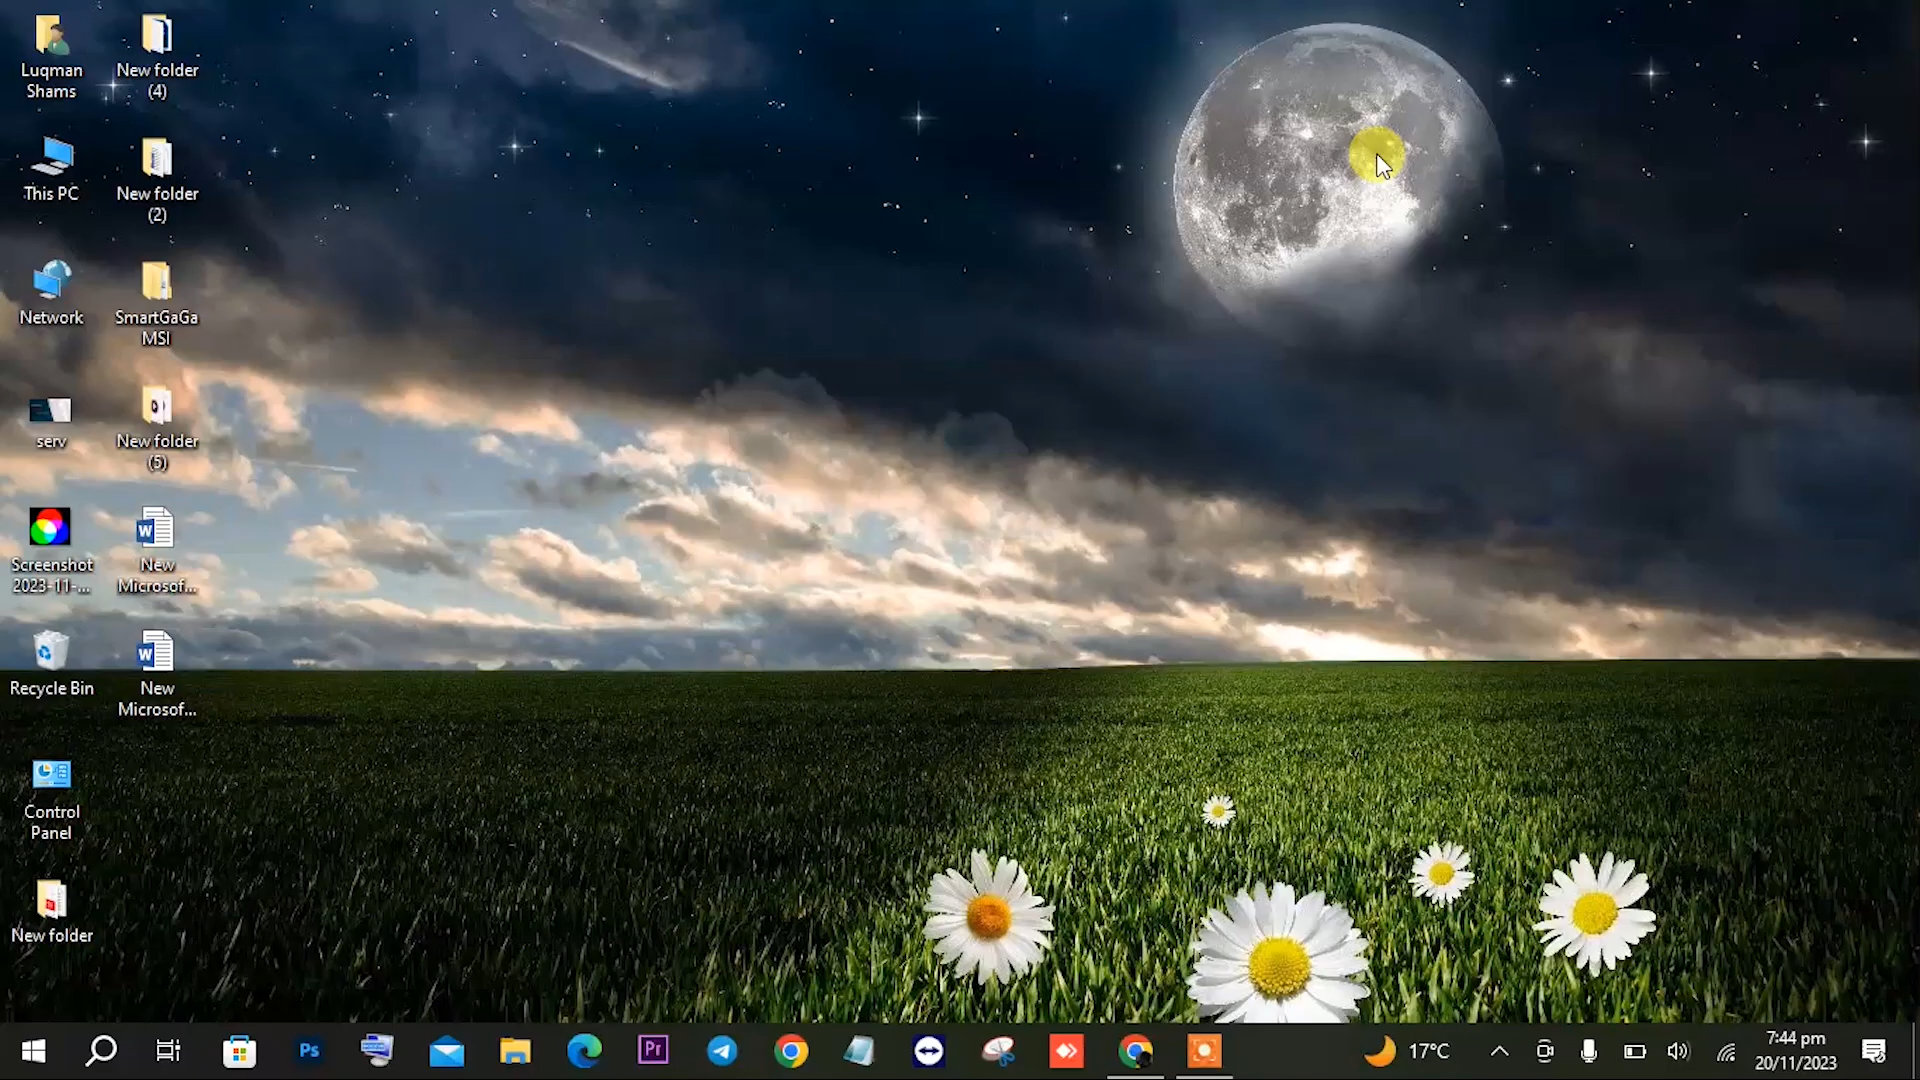 Luqman
Shams
New folder
(4)
This PC
New folder
(2)
Network
SmartGaGa
MSI
serv
New folder
(5)
Screenshot
2023-11-...
New
Microsof...
Recycle Bin
New
Microsof...
Control
Panel
New folder
Ps
Pr
17°C
7:44 pm
20/11/2023